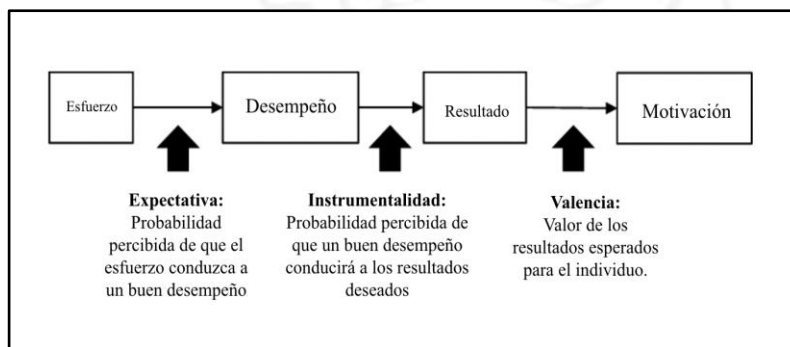 Esfuerzo
Desempeño
Resultado
Motivación
Expectativa:
Probabilidad
percibida de que el
esfuerzo conduzca a
un buen desempeño
Instrumentalidad:
Probabilidad percibida de
que un buen desempeño
conducirá a los resultados
deseados
Valencia:
Valor de los
resultados esperados
para el individuo.